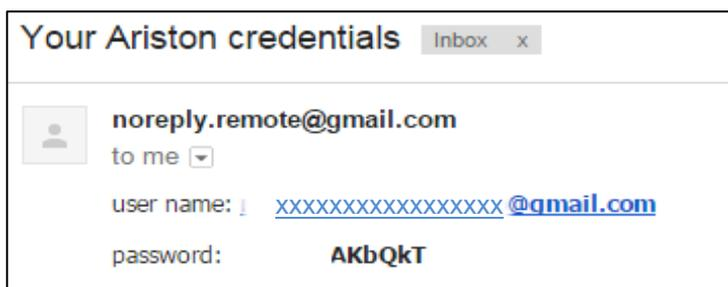 Your Ariston credentials Inbox x
noreply.remote@gmail.com
to me
user name: xxxxxxxxxxxxxxxxx@gmail.com
password: AKbQkT